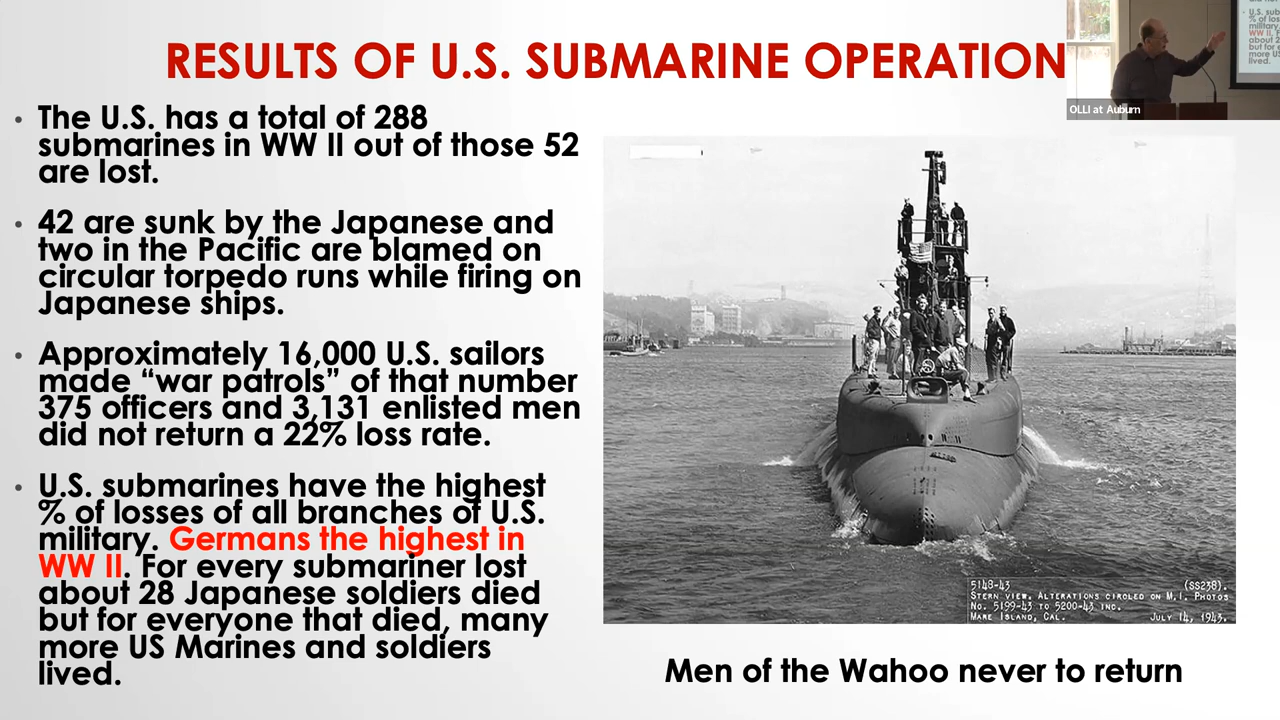 RESULTS OF U.S. SUBMARINE OPERATION
OLLI at Auburn
• The U.S. has a total of 288
submarines in WW II out of those 52
are lost.
• 42 are sunk by the Japanese and
two in the Pacific are blamed on
circular torpedo runs while firing on
Japanese ships.
• Approximately 16,000 U.S. sailors
made “war patrols” of that number
375 officers and 3,131 enlisted men
did not return a 22% loss rate.
• U.S. submarines have the highest
% of losses of all branches of U.S.
military. Germans the highest in
WW II. For every submariner lost
about 28 Japanese soldiers died
but for everyone that died, many
more US Marines and soldiers
lived.
5148-43 (SS238).
STERN VIEW. ALTERATIONS CIRCLED ON M.I. PHOTOS
NO. 5199-43 TO 5200-43 INC.
MARE ISLAND, CAL. JULY 14, 1943.
Men of the Wahoo never to return